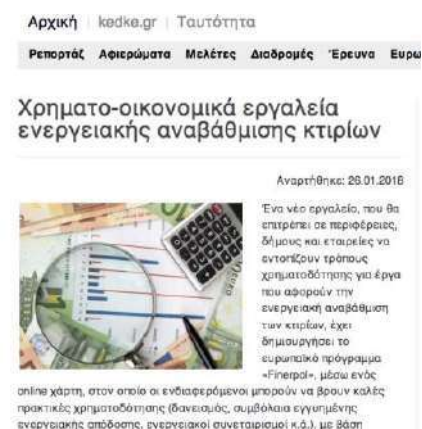 Αρχική kedke.gr Ταυτότητα
Ρεπορτάζ Αφιερώματα Μελέτες Διαδρομές Έρευνα Ευρω
Χρηματο-οικονομικά εργαλεία
ενεργειακής αναβάθμισης κτιρίων
Αναρτήθηκε: 26.01.2016
Ένα νέο εργαλείο, που θα
επιτρέπει σε περιφέρειες,
δήμους και εταιρείες να
εντοπίζουν τρόπους
χρηματοδότησης για έργα
που αφορούν την
ενεργειακή αναβάθμιση
των κτιρίων, έχει
δημιουργήσει το
ευρωπαϊκό πρόγραμμα
«Finerpol», μέσω ενός
online χάρτη, στον οποίο οι ενδιαφερόμενοι μπορούν να βρουν καλές
πρακτικές χρηματοδότησης (δανεισμός, συμβόλαια εγγυημένης
ενεργειακής απόδοσης, ενεργειακοί συνεταιρισμοί κ.ά.), με βάση